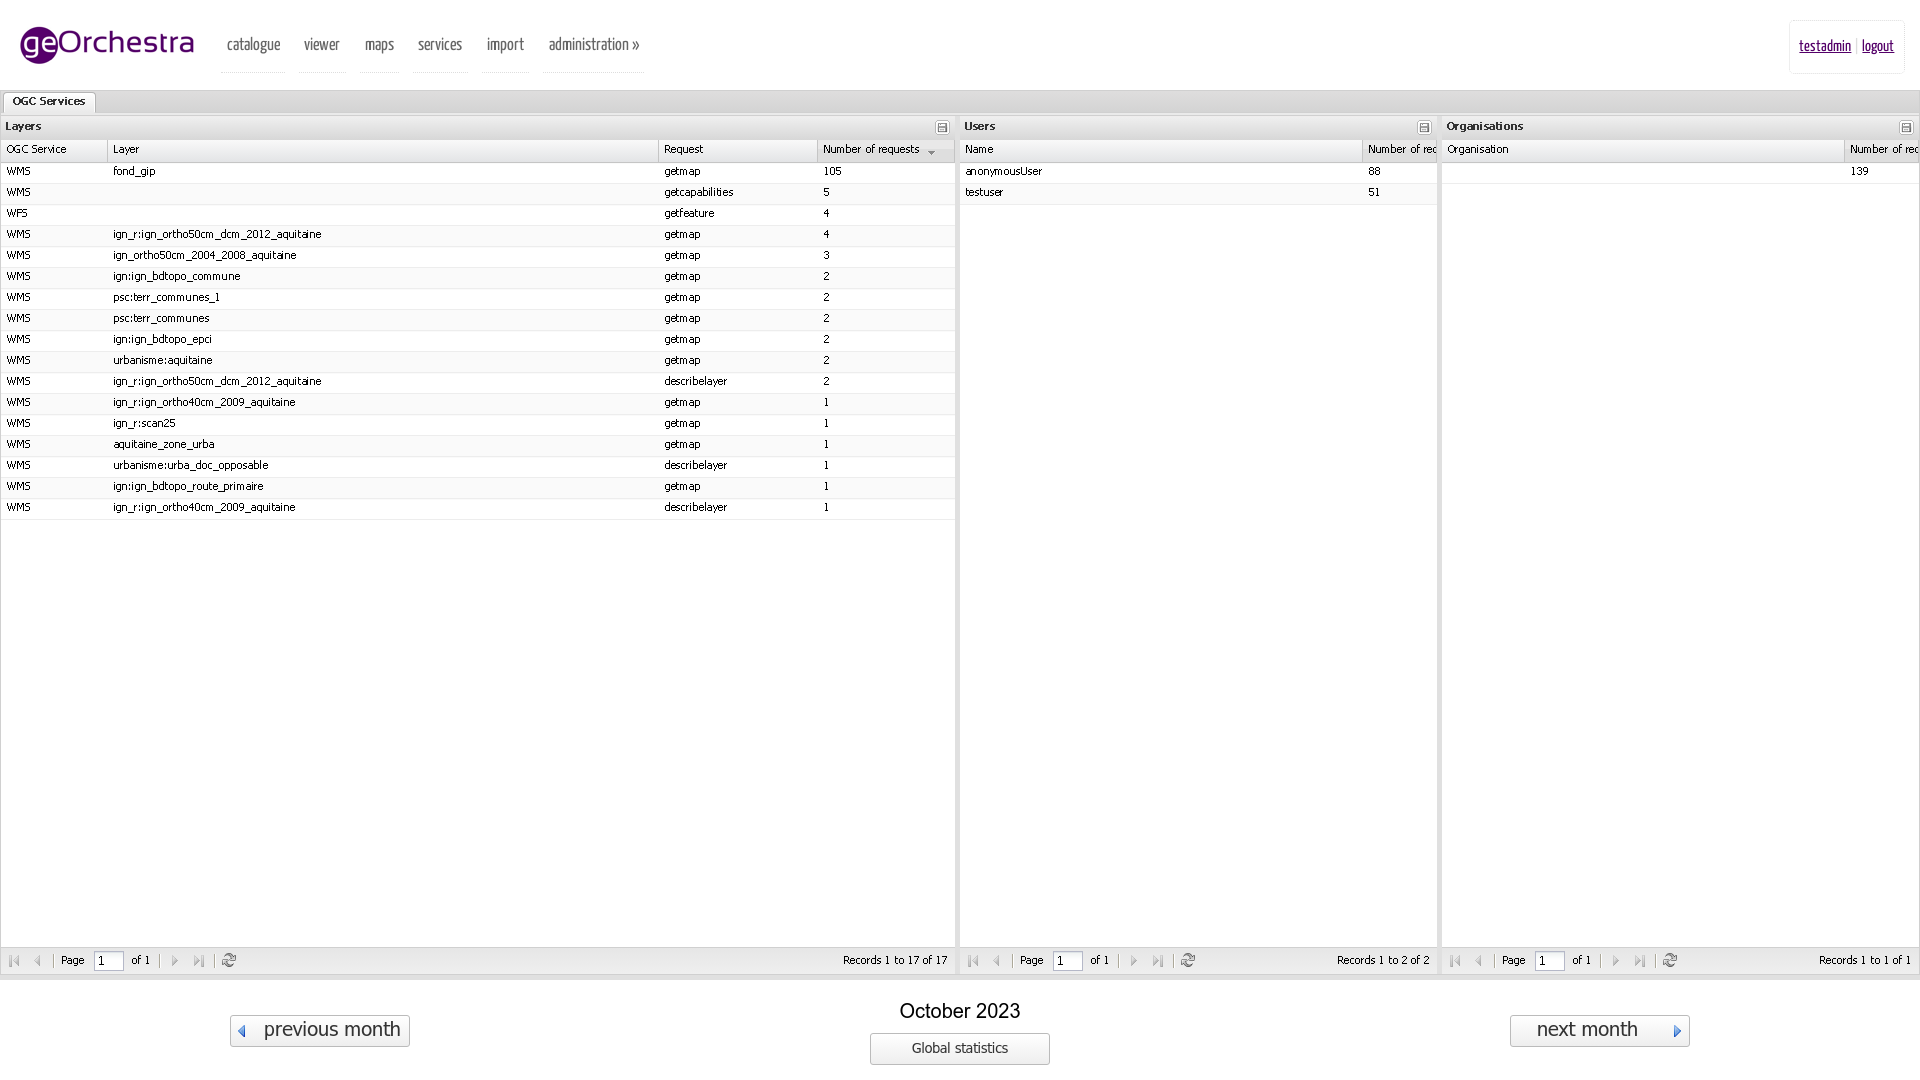 geOrchestra catalogue viewer maps services import administration » testadmin logout
OGC Services
Layers Users Organisations
OGC Service Layer Request Number of requests Name Number of rec Organisation Number of rec
WMS fond_gip getmap 105 anonymousUser 88 139
WMS getcapabilities 5 testuser 51
WFS getfeature 4
WMS ign_r:ign_ortho50cm_dcm_2012_aquitaine getmap 4
WMS ign_ortho50cm_2004_2008_aquitaine getmap 3
WMS ign:ign_bdtopo_commune getmap 2
WMS psc:terr_communes_1 getmap 2
WMS psc:terr_communes getmap 2
WMS ign:ign_bdtopo_epci getmap 2
WMS urbanisme:aquitaine getmap 2
WMS ign_r:ign_ortho50cm_dcm_2012_aquitaine describelayer 2
WMS ign_r:ign_ortho40cm_2009_aquitaine getmap 1
WMS ign_r:scan25 getmap 1
WMS aquitaine_zone_urba getmap 1
WMS urbanisme:urba_doc_opposable describelayer 1
WMS ign:ign_bdtopo_route_primaire getmap 1
WMS ign_r:ign_ortho40cm_2009_aquitaine describelayer 1
Page 1 of 1 Records 1 to 17 of 17 Page 1 of 1 Records 1 to 2 of 2 Page 1 of 1 Records 1 to 1 of 1
October 2023
previous month next month
Global statistics